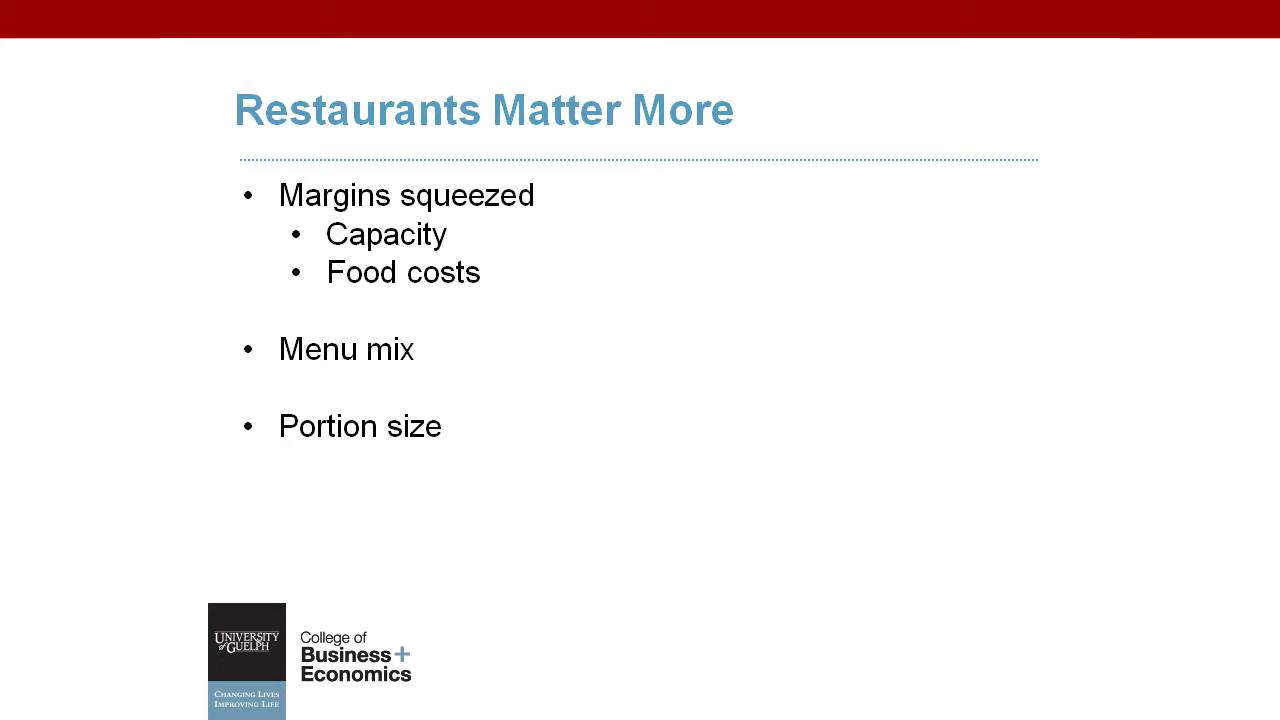 Restaurants Matter More
• Margins squeezed
• Capacity
• Food costs
• Menu mix
• Portion size
UNIVERSITY
of GUELPH
CHANGING LIVES
IMPROVING LIFE
College of
Business+
Economics